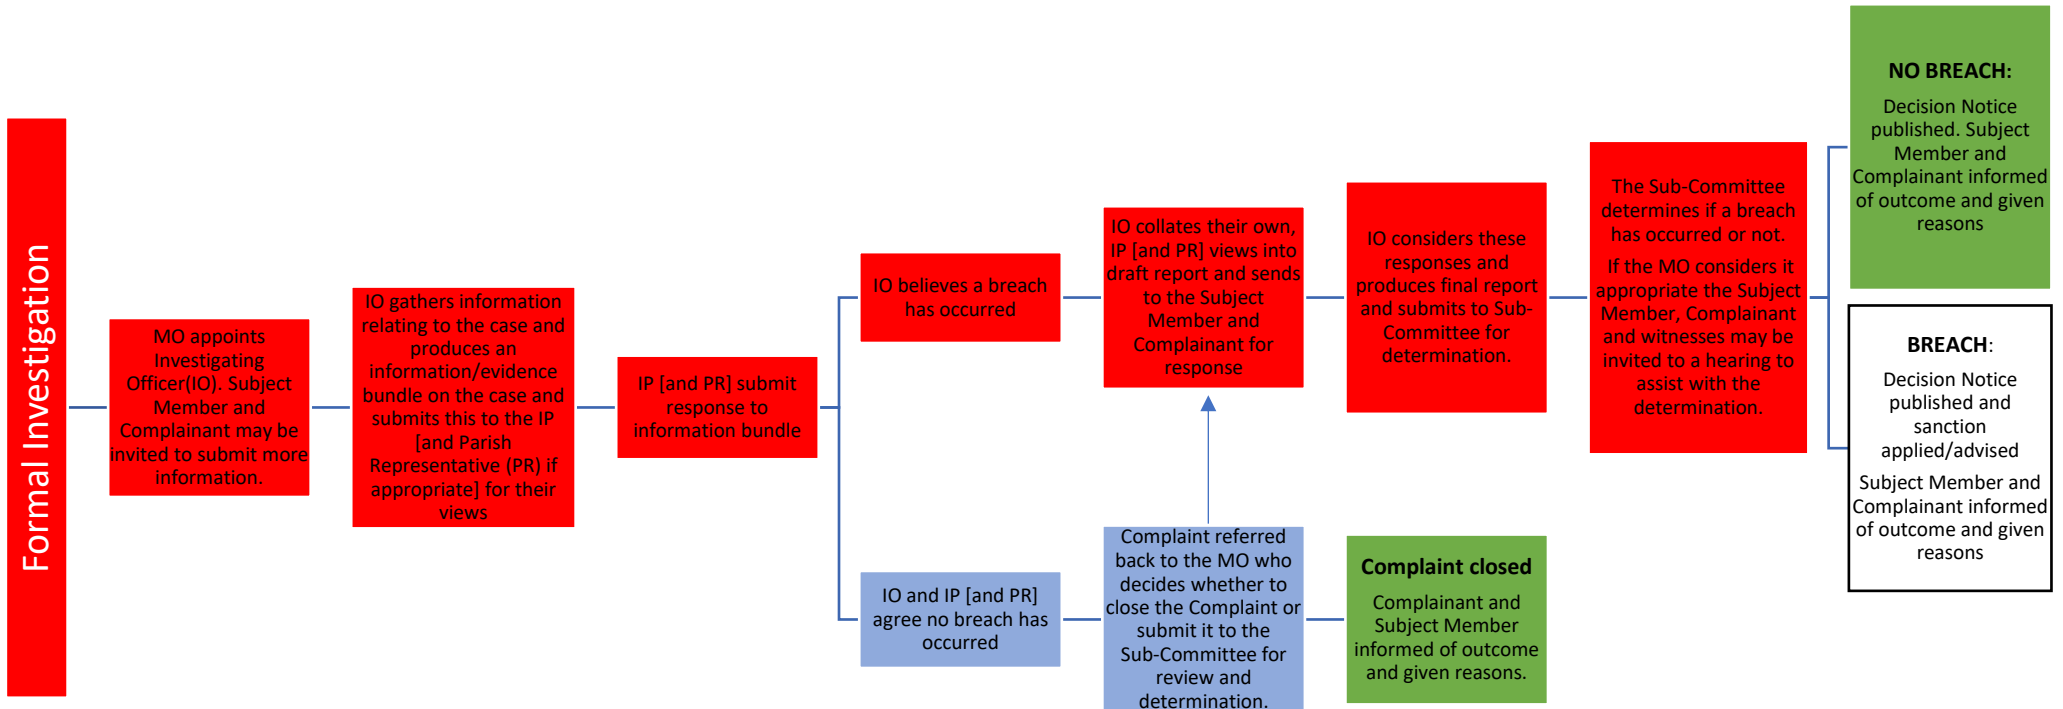 Formal Investigation
MO appoints
Investigating
Officer(IO). Subject
Member and
Complainant may be
invited to submit more
information.
IO gathers information
relating to the case and
produces an
information/evidence
bundle on the case and
submits this to the IP
[and Parish
Representative (PR) if
appropriate] for their
views
IP [and PR] submit
response to
information bundle
IO believes a breach
has occurred
IO collates their own,
IP [and PR] views into
draft report and sends
to the Subject
Member and
Complainant for
response
IO considers these
responses and
produces final report
and submits to Sub-
Committee for
determination.
The Sub-Committee
determines if a breach
has occurred or not.
If the MO considers it
appropriate the Subject
Member, Complainant
and witnesses may be
invited to a hearing to
assist with the
determination.
NO BREACH:
Decision Notice
published. Subject
Member and
Complainant informed
of outcome and given
reasons
BREACH:
Decision Notice
published and
sanction
applied/advised
Subject Member and
Complainant informed
of outcome and given
reasons
IO and IP [and PR]
agree no breach has
occurred
Complaint referred
back to the MO who
decides whether to
close the Complaint or
submit it to the
Sub-Committee for
review and
determination.
Complaint closed
Complainant and
Subject Member
informed of outcome
and given reasons.